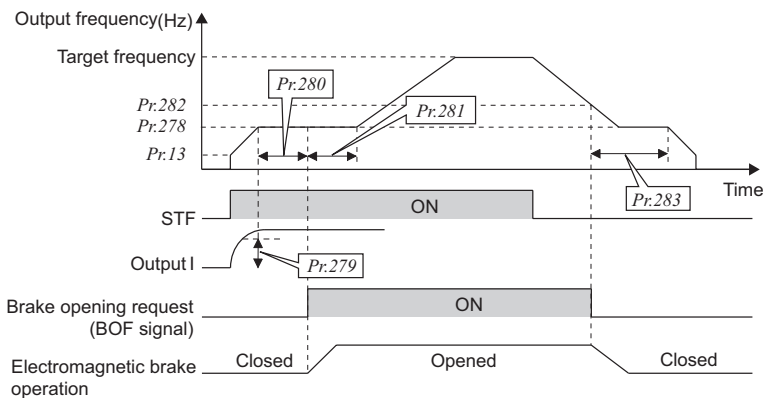 Output frequency(Hz)
Target frequency
Pr.280
Pr.282
Pr.281
Pr.278
Pr.13
Time
Pr.283
STF
ON
Output I
Pr.279
Brake opening request
(BOF signal)
ON
Electromagnetic brake
operation
Closed
Opened
Closed